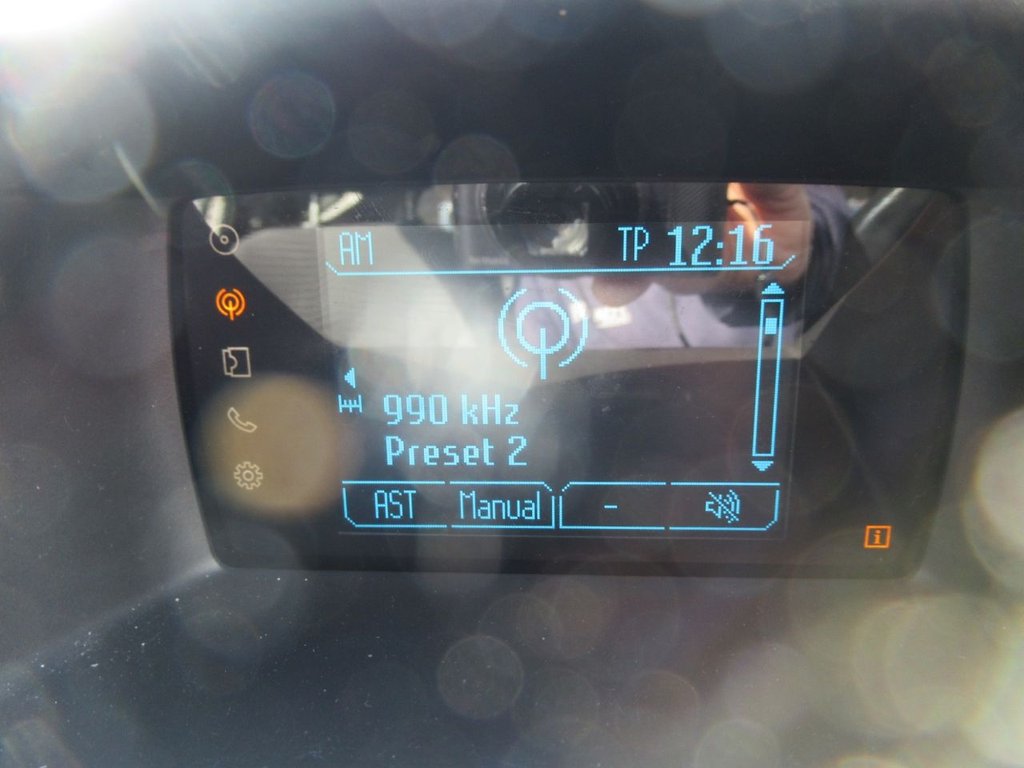 AM TP 12:16
990 kHz
Preset 2
AST Manual -
i